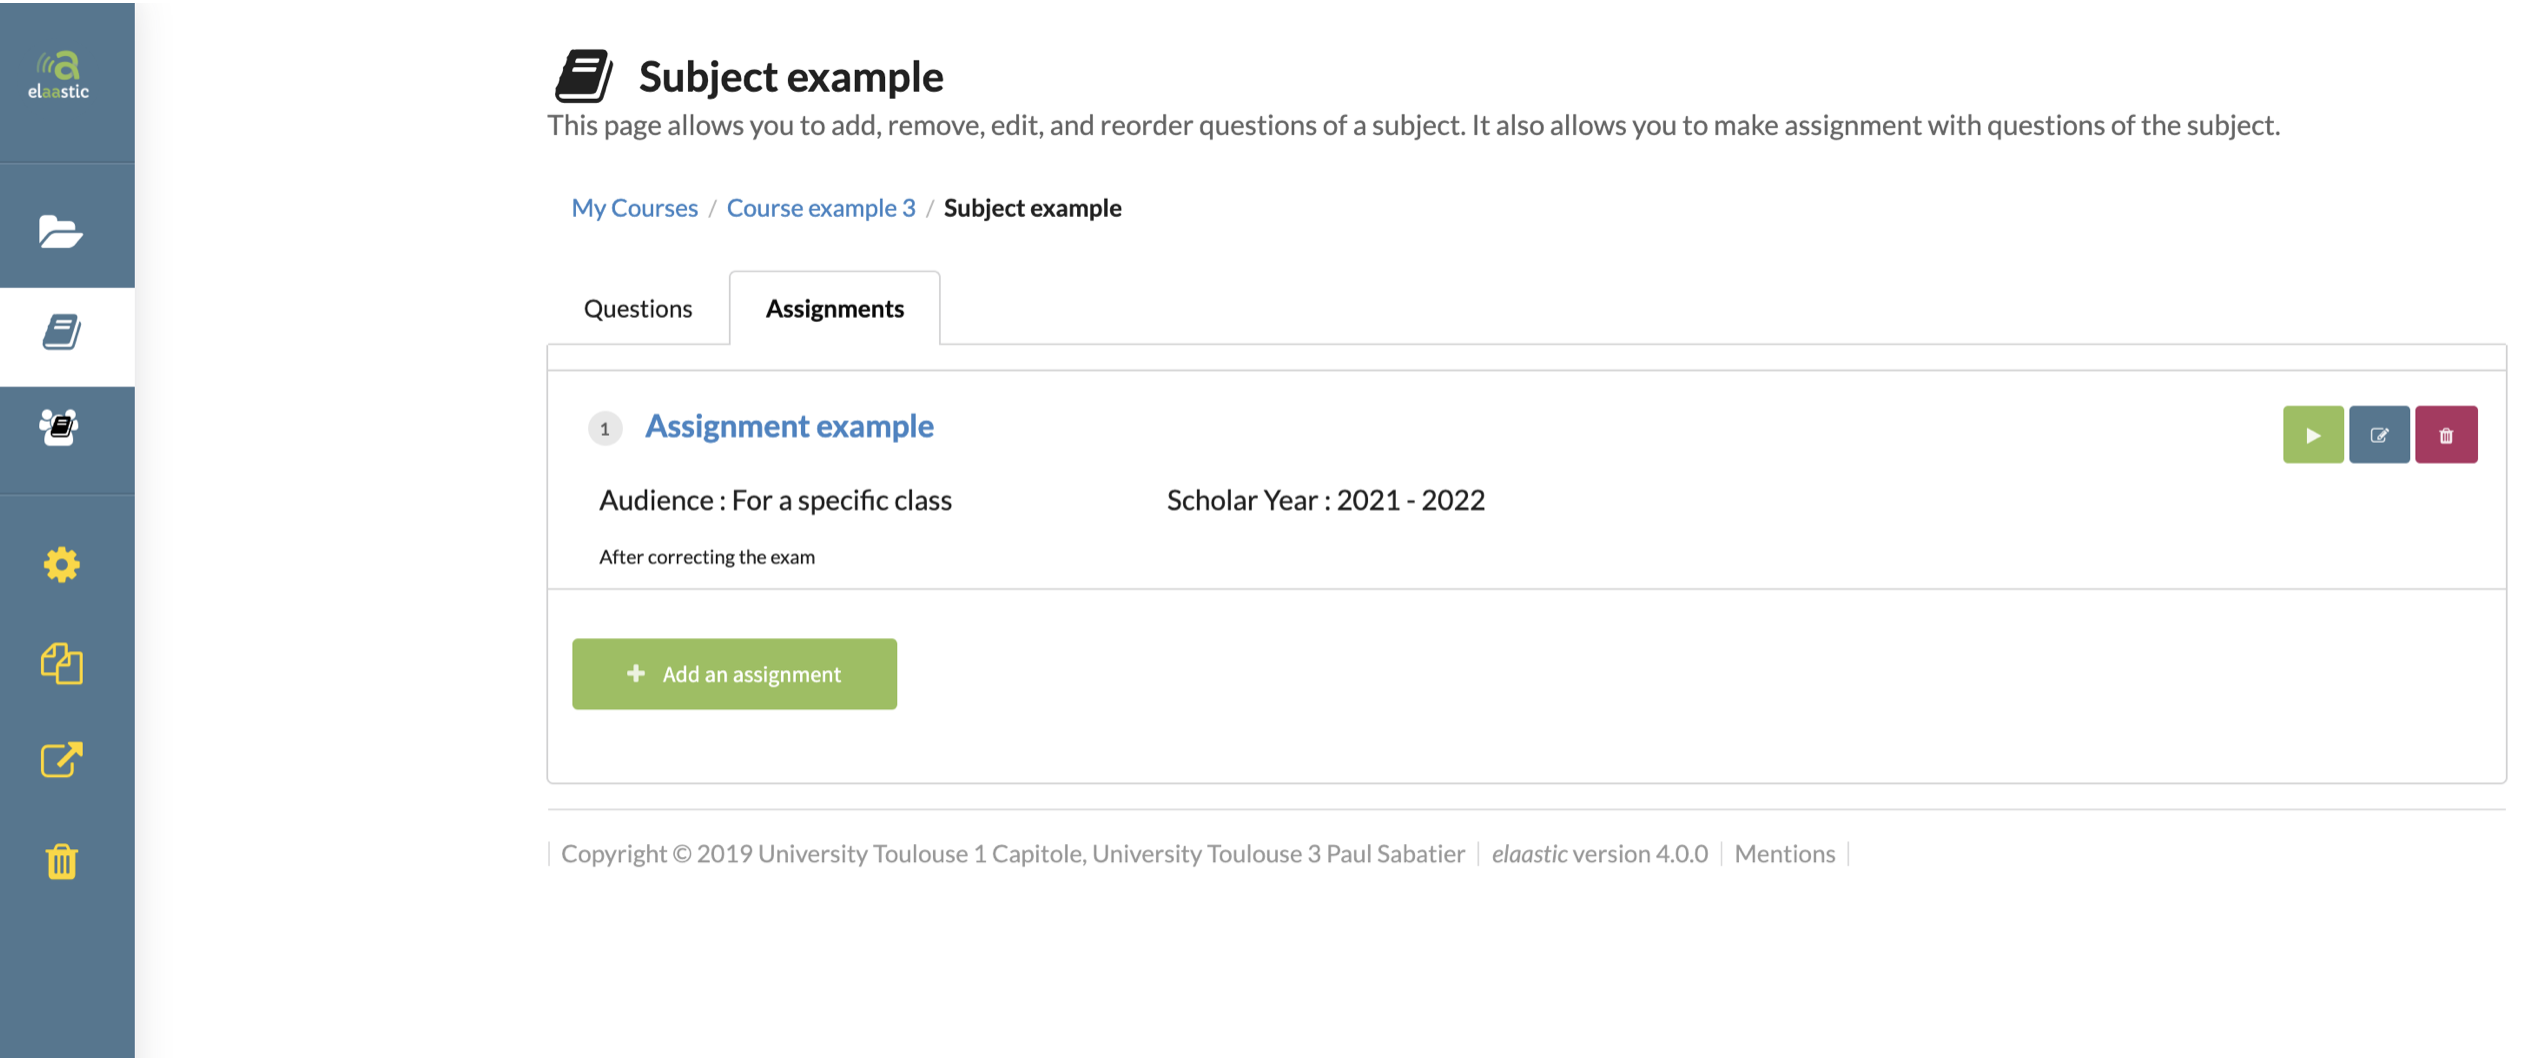 elaastic
Subject example
This page allows you to add, remove, edit, and reorder questions of a subject. It also allows you to make assignment with questions of the subject.
My Courses / Course example 3 / Subject example
Questions Assignments
1 Assignment example
Audience : For a specific class Scholar Year : 2021 - 2022
After correcting the exam
Add an assignment
Copyright © 2019 University Toulouse 1 Capitole, University Toulouse 3 Paul Sabatier elaastic version 4.0.0 Mentions